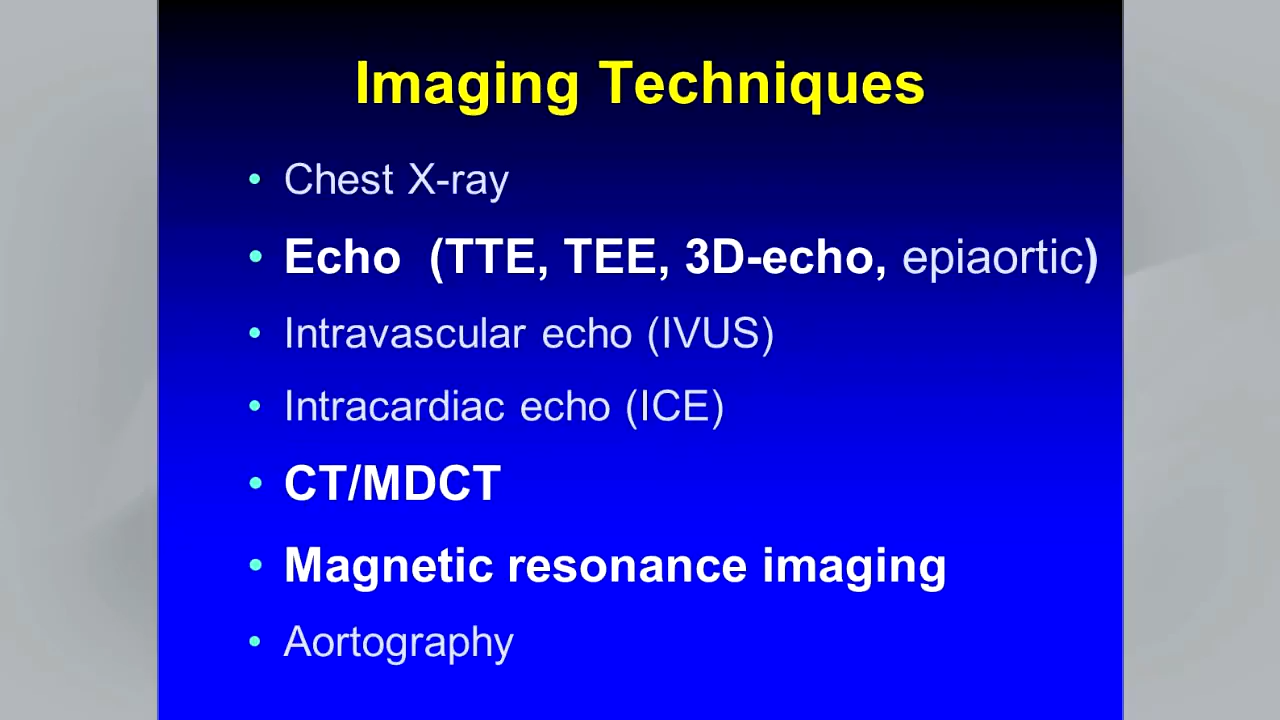 Imaging Techniques
• Chest X-ray
• Echo (TTE, TEE, 3D-echo, epiaortic)
• Intravascular echo (IVUS)
• Intracardiac echo (ICE)
• CT/MDCT
• Magnetic resonance imaging
• Aortography